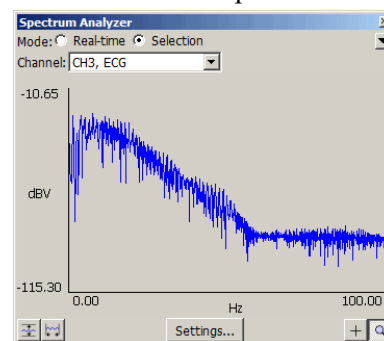 Spectrum Analyzer
Mode: Real-time Selection
Channel: CH3, ECG
-10.65
dBV
-115.30
0.00 100.00
Hz
Settings...